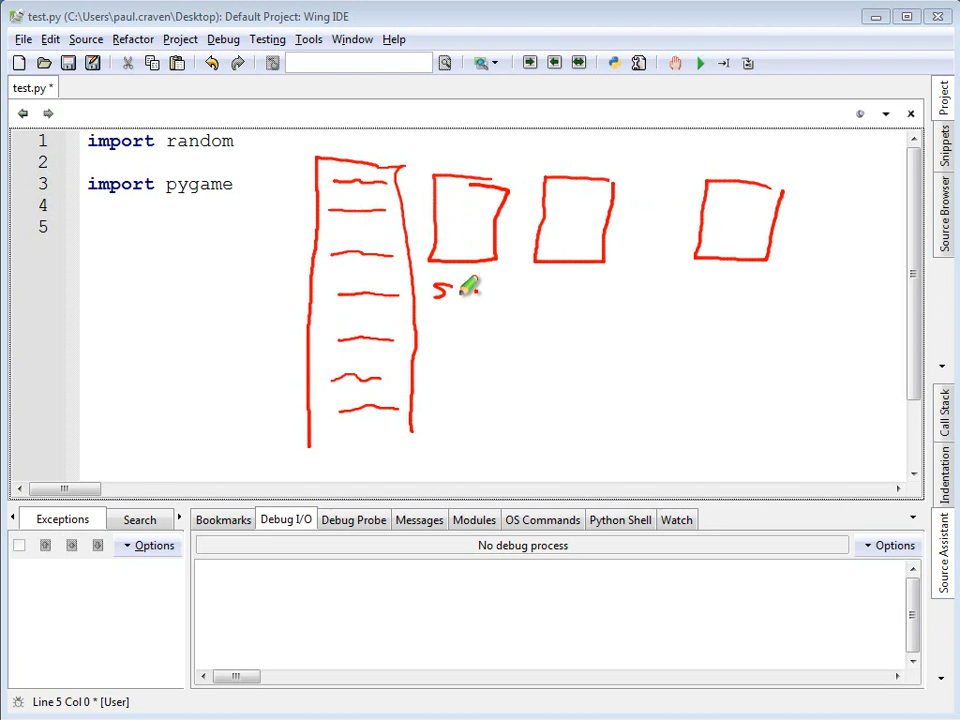 test.py (C:\Users\paul.craven\Desktop): Default Project: Wing IDE
File Edit Source Refactor Project Debug Testing Tools Window Help
test.py *
1 import random
2
3 import pygame
4
5
s
Project
Snippets
Source Browser
Call Stack
Indentation
Source Assistant
Exceptions Search
Options
Bookmarks Debug I/O Debug Probe Messages Modules OS Commands Python Shell Watch
No debug process Options
Line 5 Col 0 * [User]